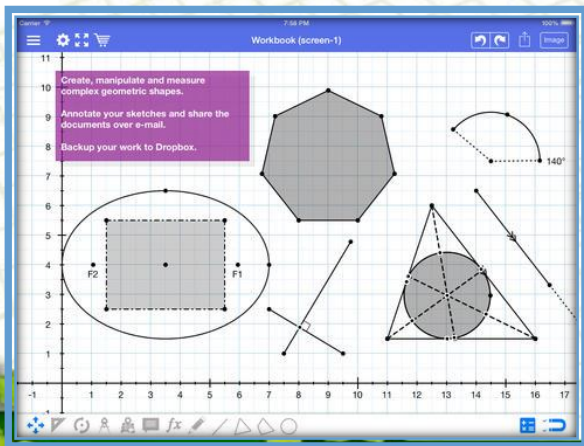 Carrier 7:58 PM 100%
Workbook (screen-1) Image
Create, manipulate and measure
complex geometric shapes.
Annotate your sketches and share the
documents over e-mail.
Backup your work to Dropbox.
11
10
9
8
7
6
5
4
3
2
1
140°
F2 F1
-1 1 2 3 4 5 6 7 8 9 10 11 12 13 14 15 16 17
-1
fx